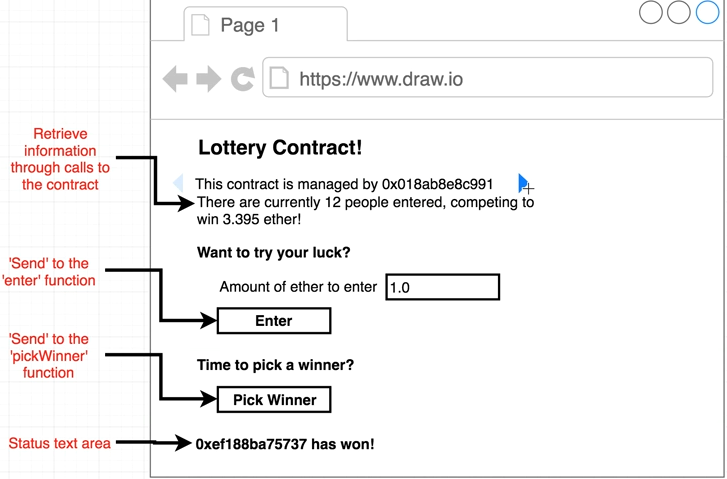 Page 1
https://www.draw.io
Retrieve
information
through calls to
the contract
Lottery Contract!
This contract is managed by 0x018ab8e8c991
There are currently 12 people entered, competing to
win 3.395 ether!
Want to try your luck?
'Send' to the
'enter' function
Amount of ether to enter 1.0
Enter
'Send' to the
'pickWinner'
function
Time to pick a winner?
Pick Winner
Status text area
0xef188ba75737 has won!